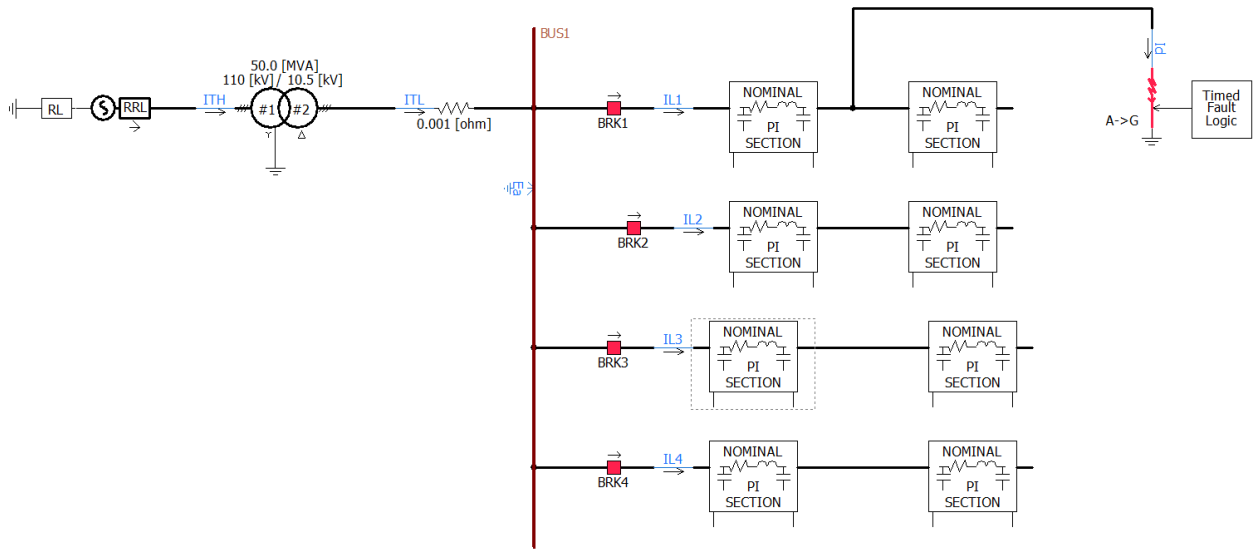 BUS1
Id
50.0 [MVA]
110 [kV] / 10.5 [kV]
RL
RRL
ITH
#1
#2
ITL
0.001 [ohm]
BRK1
IL1
NOMINAL
PI
SECTION
NOMINAL
PI
SECTION
A->G
Timed
Fault
Logic
Ea
BRK2
IL2
NOMINAL
PI
SECTION
NOMINAL
PI
SECTION
BRK3
IL3
NOMINAL
PI
SECTION
NOMINAL
PI
SECTION
BRK4
IL4
NOMINAL
PI
SECTION
NOMINAL
PI
SECTION